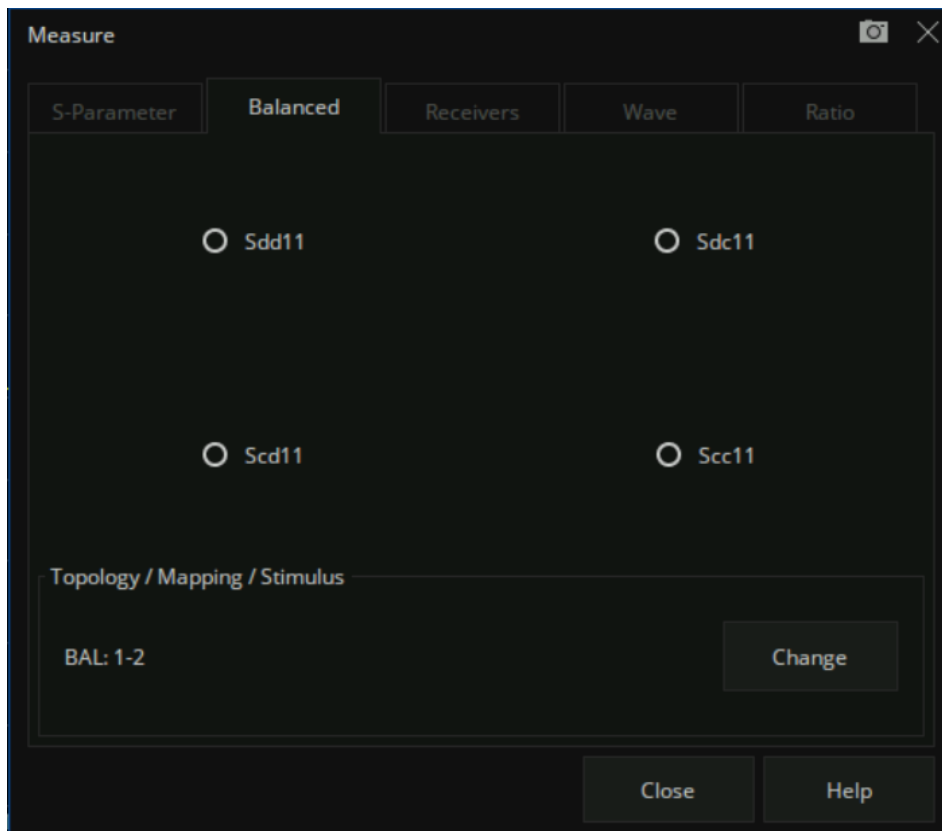 Measure
S-Parameter Balanced Receivers Wave Ratio
Sdd11 Sdc11
Scd11 Scc11
Topology / Mapping / Stimulus
BAL: 1-2 Change
Close Help